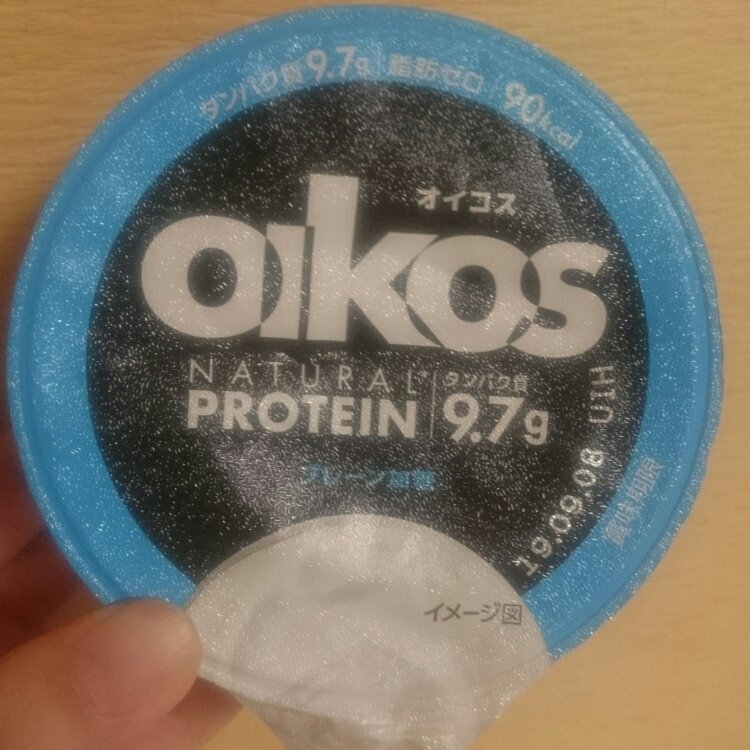 タンパク質9.7g 脂肪ゼロ 90kcal
オイコス
oikos
NATURAL*
PROTEIN
タンパク質
9.7g
プレーン加糖
19.09.08 U1H
賞味期限
イメージ図